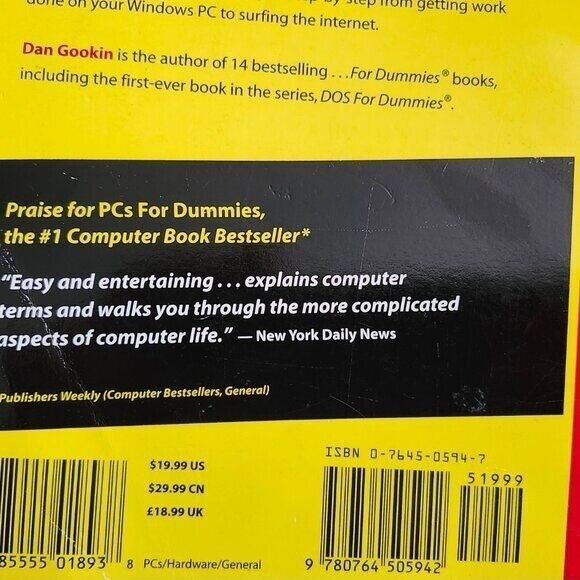 step from getting work
done on your Windows PC to surfing the internet.
Dan Gookin is the author of 14 bestselling ...For Dummies® books,
including the first-ever book in the series, DOS For Dummies®.
Praise for PCs For Dummies,
the #1 Computer Book Bestseller*
“Easy and entertaining ... explains computer
terms and walks you through the more complicated
aspects of computer life.” — New York Daily News
Publishers Weekly (Computer Bestsellers, General)
ISBN 0-7645-0594-7
51999
$19.99 US
$29.99 CN
£18.99 UK
85555 01893 8
PCs/Hardware/General
9 780764 505942